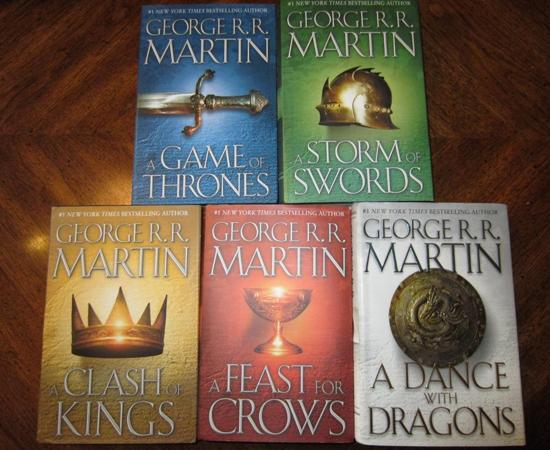 #1 NEW YORK TIMES BESTSELLING AUTHOR
GEORGE R. R.
MARTIN
A GAME OF
THRONES
#1 NEW YORK TIMES BESTSELLING AUTHOR
GEORGE R. R.
MARTIN
A STORM OF
SWORDS
#1 NEW YORK TIMES BESTSELLING AUTHOR
GEORGE R. R.
MARTIN
A CLASH OF
KINGS
#1 NEW YORK TIMES BESTSELLING AUTHOR
GEORGE R. R.
MARTIN
A FEAST FOR
CROWS
#1 NEW YORK TIMES BESTSELLING AUTHOR
GEORGE R. R.
MARTIN
A DANCE
WITH
DRAGONS